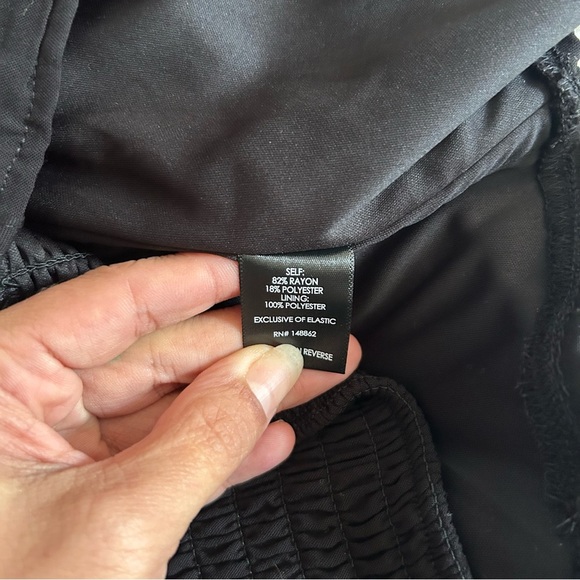 SELF:
82% RAYON
18% POLYESTER
LINING:
100% POLYESTER
EXCLUSIVE OF ELASTIC
RN# 148862
REVERSE